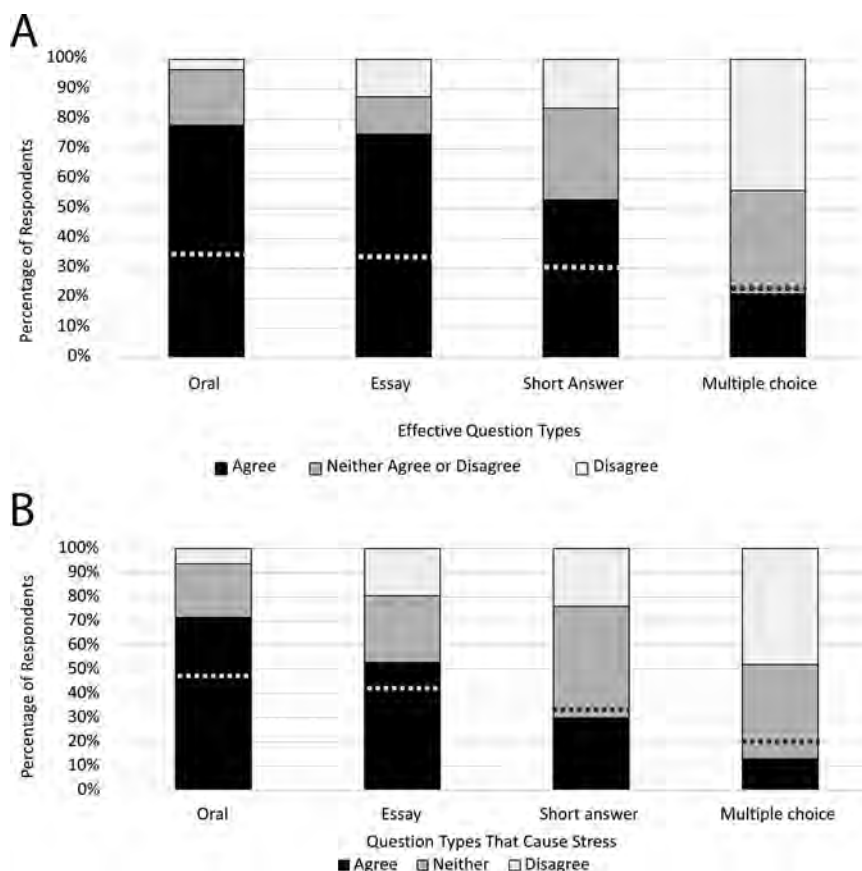 A
Percentage of Respondents
100%
90%
80%
70%
60%
50%
40%
30%
20%
10%
0%
Oral Essay Short Answer Multiple choice
Effective Question Types
Agree Neither Agree or Disagree Disagree
B
Percentage of Respondents
100%
90%
80%
70%
60%
50%
40%
30%
20%
10%
0%
Oral Essay Short answer Multiple choice
Question Types That Cause Stress
Agree Neither Disagree